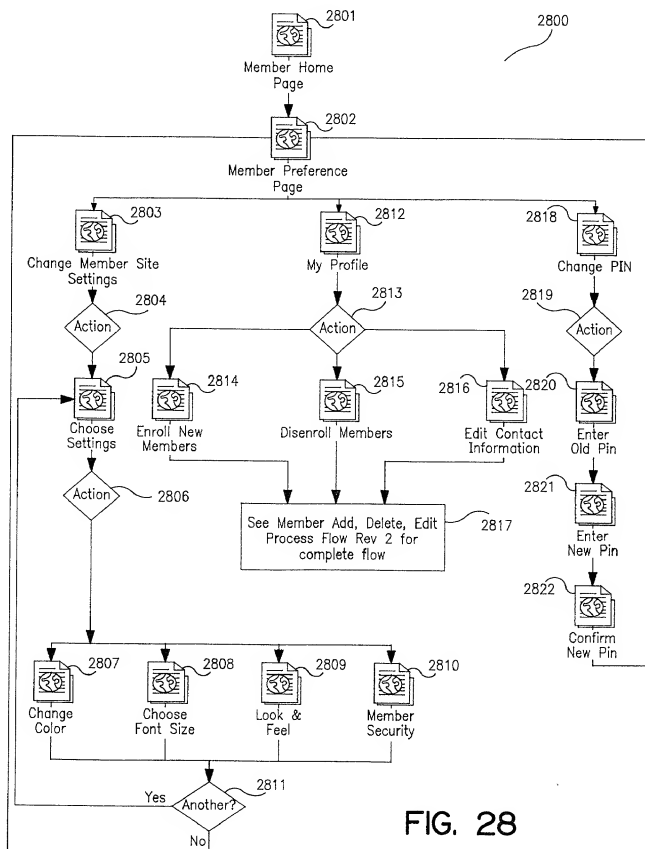 2801
2800
Member Home
Page
2802
Member Preference
Page
2803
2812
2818
Change Member Site
Settings
My Profile
Change PIN
2804
2813
2819
Action
Action
Action
2805
2814
2815
2816
2820
Choose
Settings
Enroll New
Members
Disenroll Members
Edit Contact
Information
Enter
Old Pin
2806
Action
See Member Add, Delete, Edit
Process Flow Rev 2 for
complete flow
2817
2821
Enter
New Pin
2822
Confirm
New Pin
2807
2808
2809
2810
Change
Color
Choose
Font Size
Look &
Feel
Member
Security
2811
Yes
Another?
No
FIG. 28